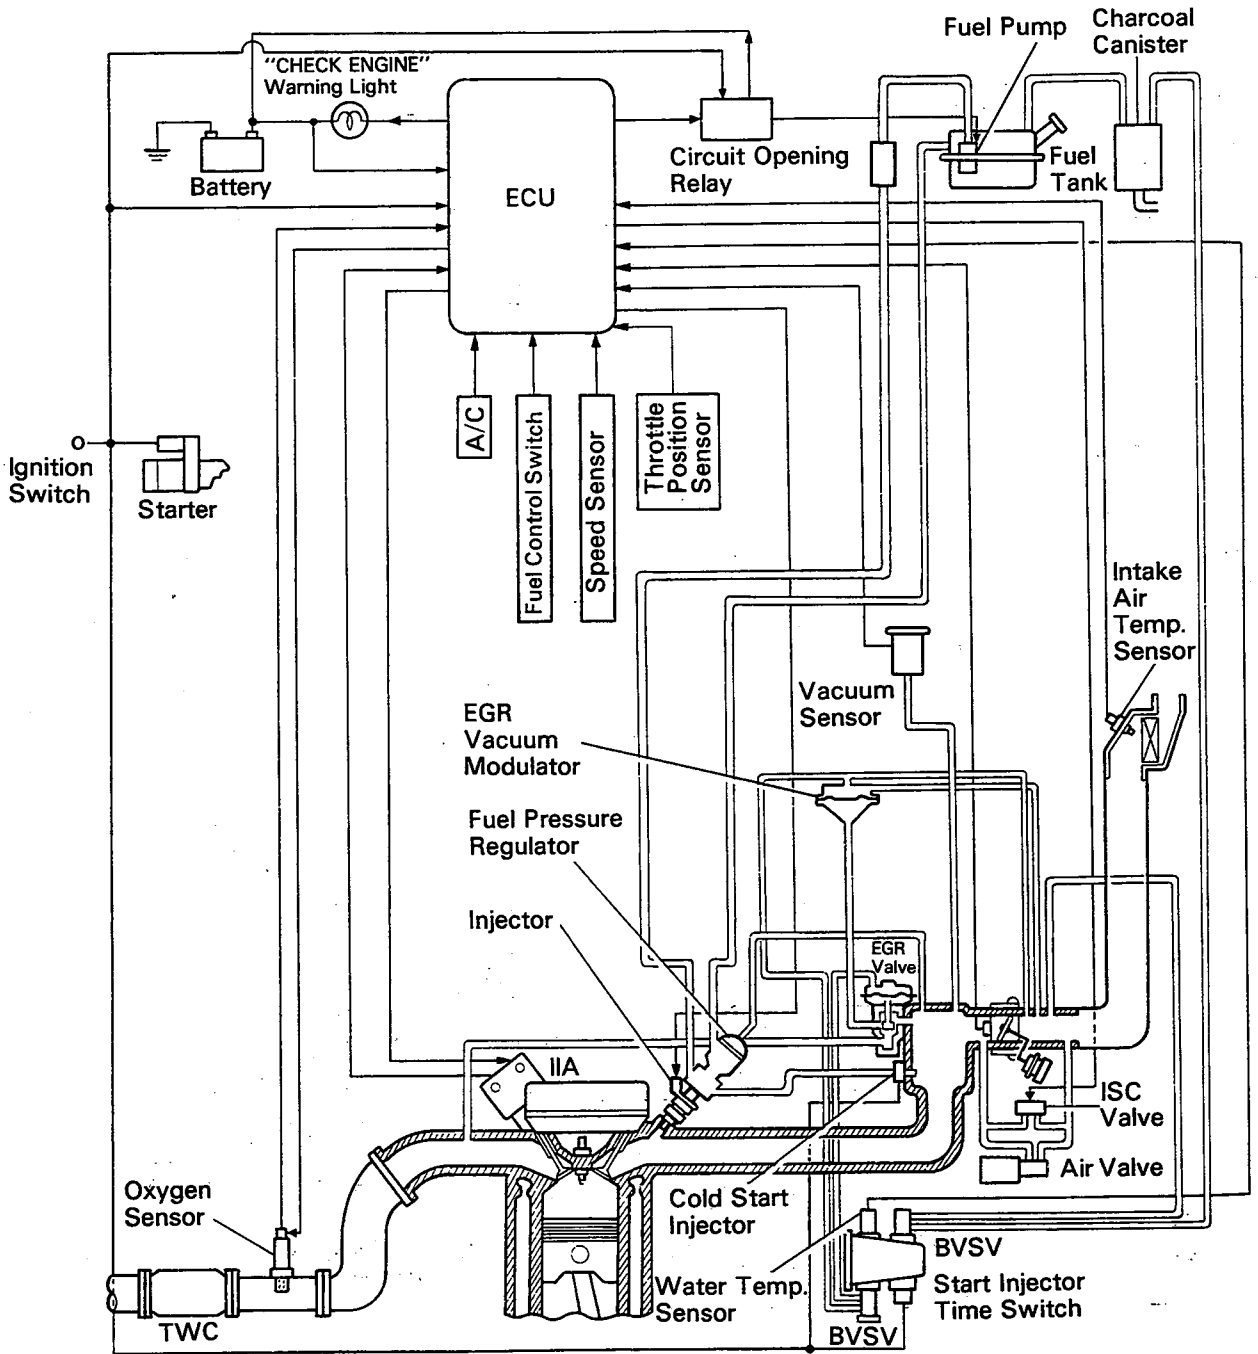 Fuel Pump
Charcoal
Canister
"CHECK ENGINE"
Warning Light
Battery
ECU
Circuit Opening
Relay
Fuel
Tank
A/C
Fuel Control Switch
Speed Sensor
Throttle
Position
Sensor
O
Ignition
Switch
Starter
Intake
Air
Temp.
Sensor
Vacuum
Sensor
EGR
Vacuum
Modulator
Fuel Pressure
Regulator
Injector
EGR
Valve
IIA
ISC
Valve
Air Valve
Oxygen
Sensor
Cold Start
Injector
TWC
Water Temp.
Sensor
BVSV
Start Injector
Time Switch
BVSV